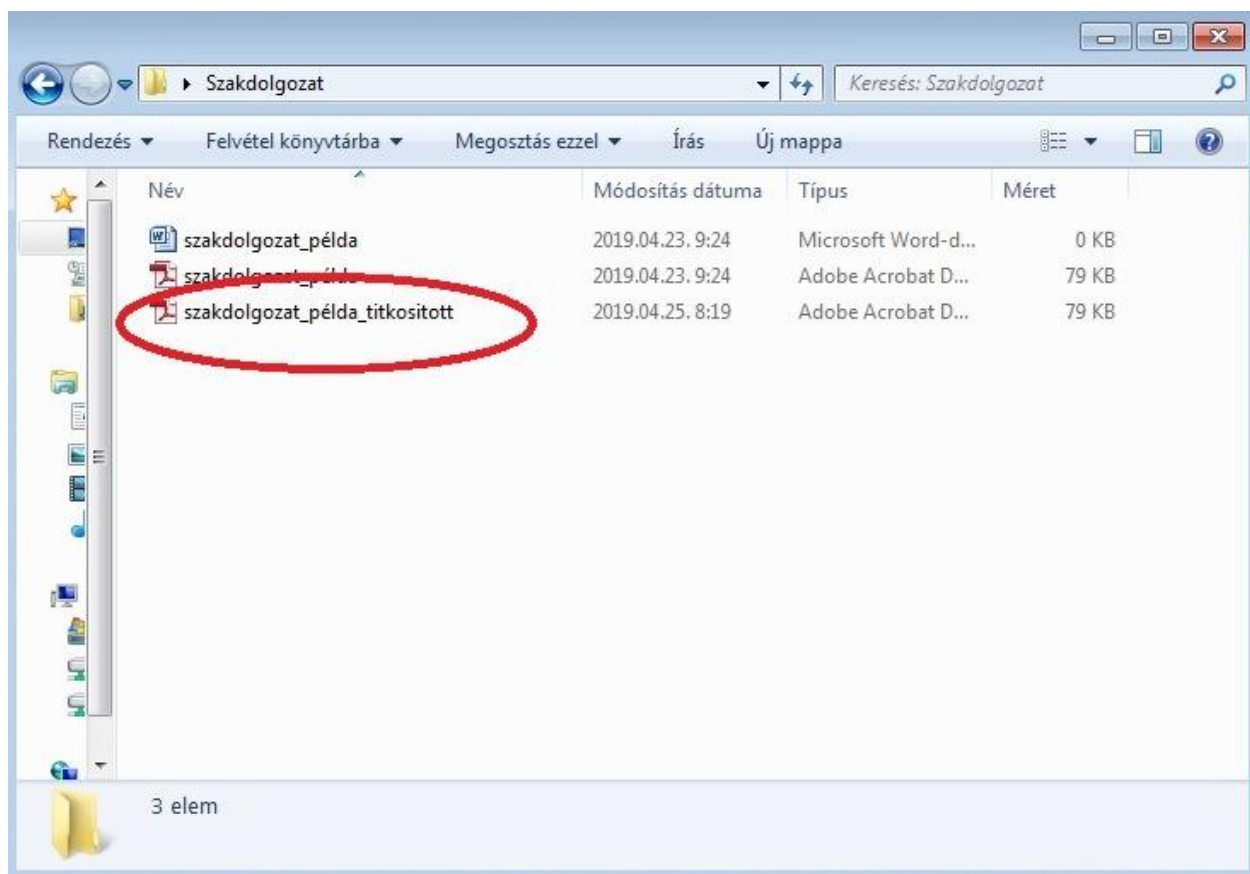 Szakdolgozat
Keresés: Szakdolgozat
Rendezés Felvétel könyvtárba Megosztás ezzel Írás Új mappa
Név Módosítás dátuma Típus Méret
szakdolgozat_példa 2019.04.23. 9:24 Microsoft Word-d... 0 KB
szakdolgozat_példa 2019.04.23. 9:24 Adobe Acrobat D... 79 KB
szakdolgozat_példa_titkositott 2019.04.25. 8:19 Adobe Acrobat D... 79 KB
3 elem